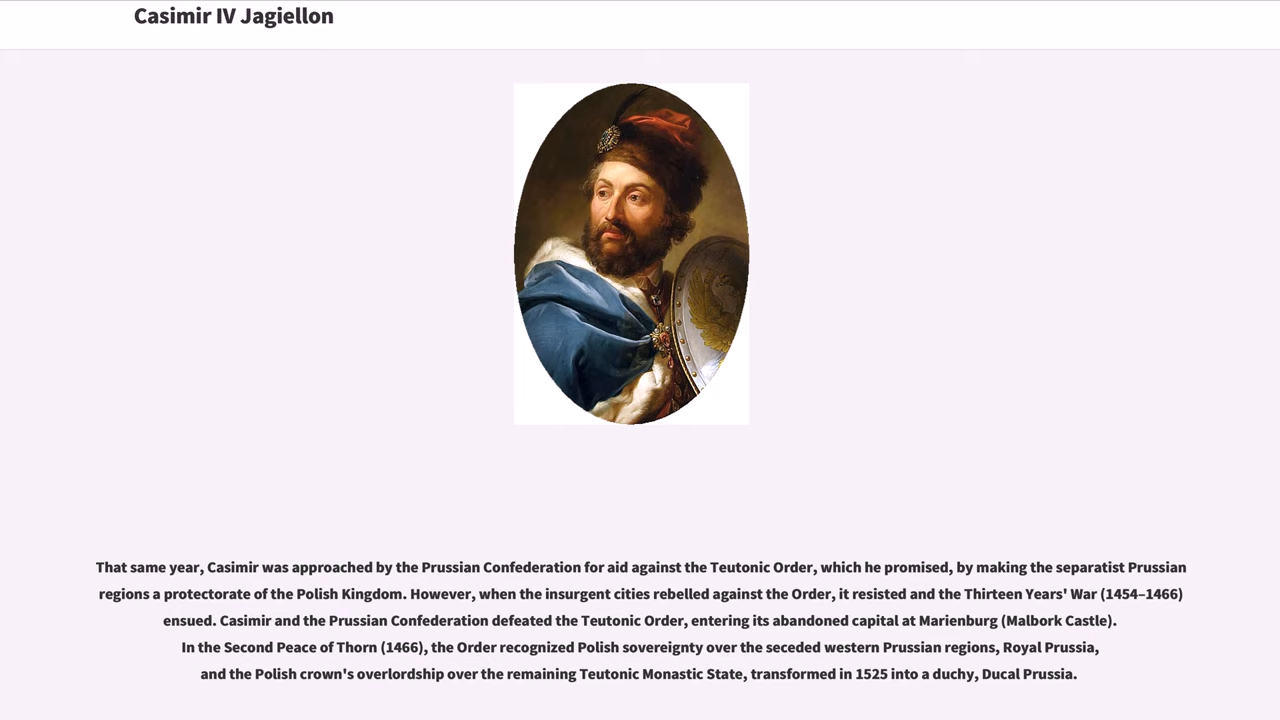 Casimir IV Jagiellon
That same year, Casimir was approached by the Prussian Confederation for aid against the Teutonic Order, which he promised, by making the separatist Prussian
regions a protectorate of the Polish Kingdom. However, when the insurgent cities rebelled against the Order, it resisted and the Thirteen Years' War (1454–1466)
ensued. Casimir and the Prussian Confederation defeated the Teutonic Order, entering its abandoned capital at Marienburg (Malbork Castle).
In the Second Peace of Thorn (1466), the Order recognized Polish sovereignty over the seceded western Prussian regions, Royal Prussia,
and the Polish crown's overlordship over the remaining Teutonic Monastic State, transformed in 1525 into a duchy, Ducal Prussia.